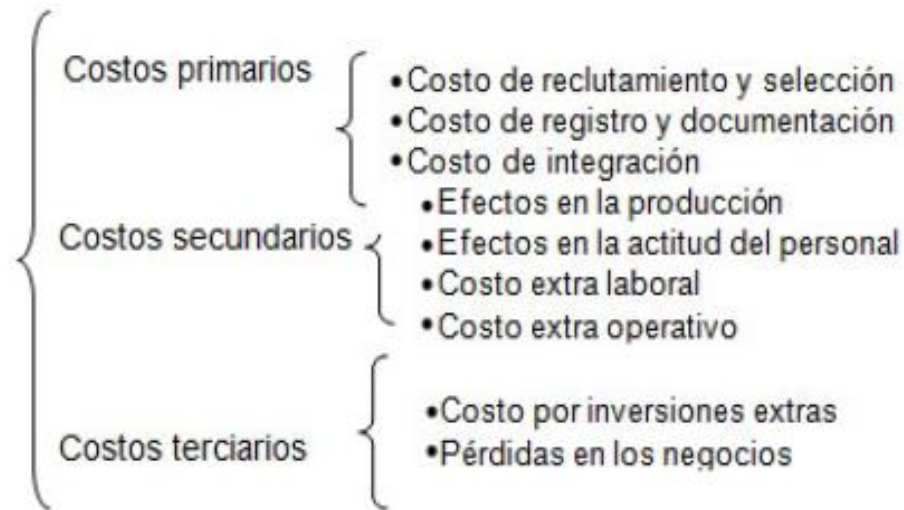 Costos primarios
•Costo de reclutamiento y selección
•Costo de registro y documentación
•Costo de integración
Costos secundarios
•Efectos en la producción
•Efectos en la actitud del personal
•Costo extra laboral
•Costo extra operativo
Costos terciarios
•Costo por inversiones extras
•Pérdidas en los negocios